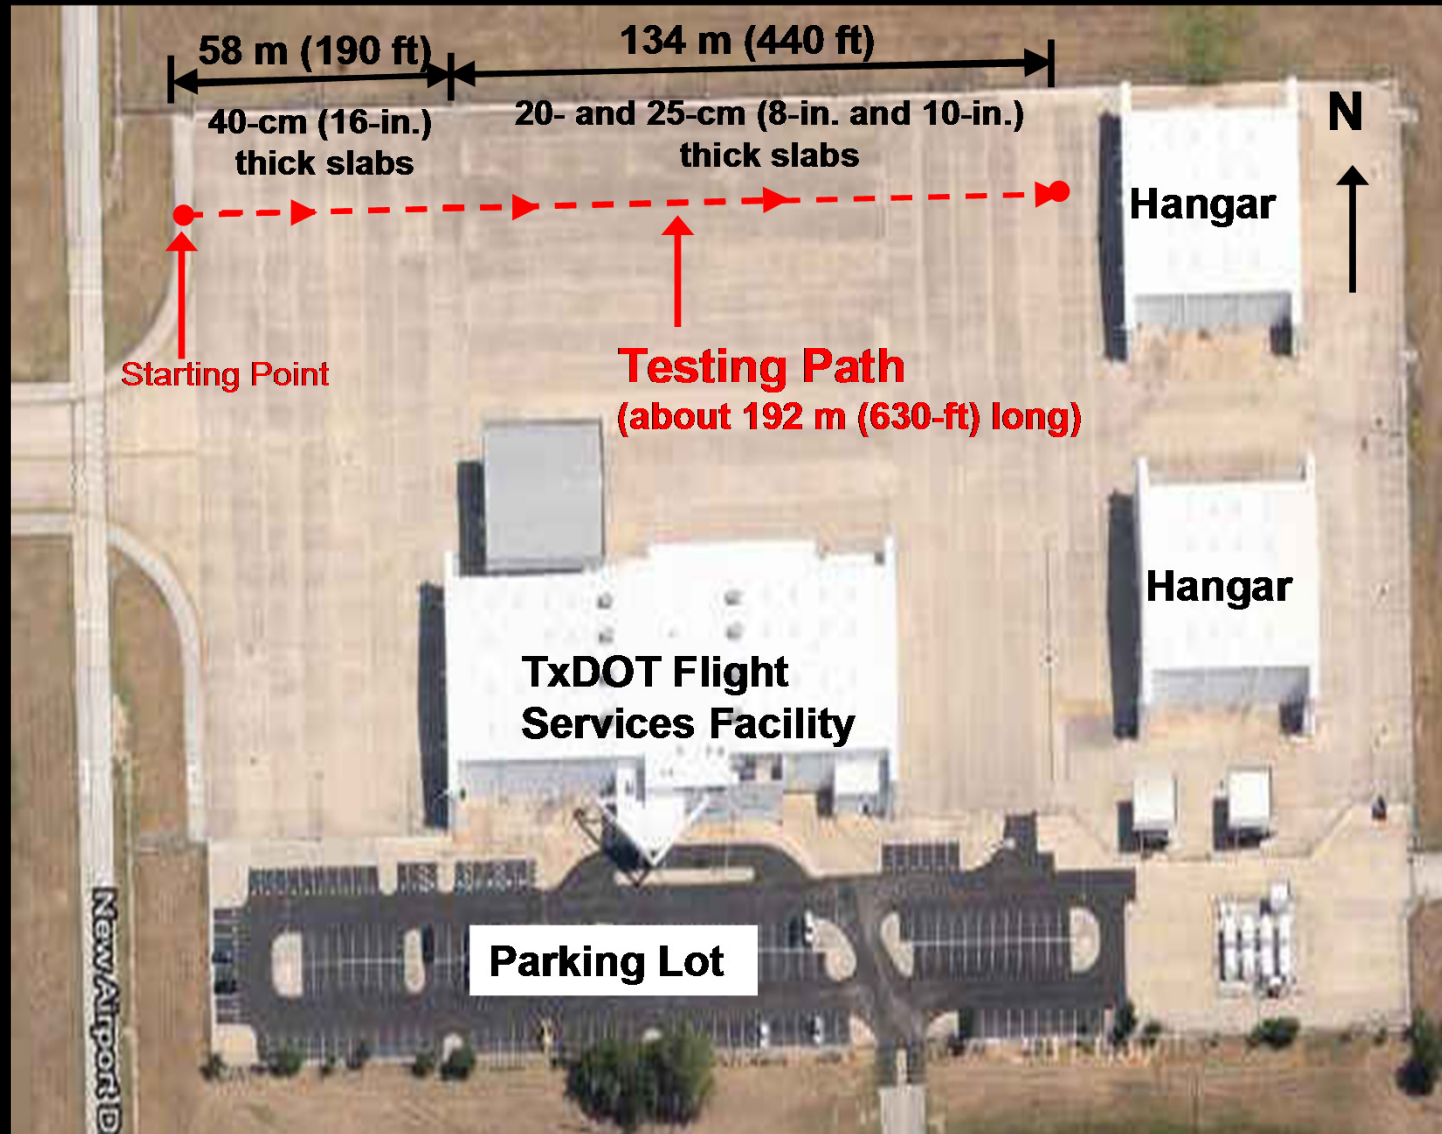 58 m (190 ft)
134 m (440 ft)
40-cm (16-in.)
thick slabs
20- and 25-cm (8-in. and 10-in.)
thick slabs
N
Hangar
Starting Point
Testing Path
(about 192 m (630-ft) long)
Hangar
TxDOT Flight
Services Facility
Parking Lot
New Airport D